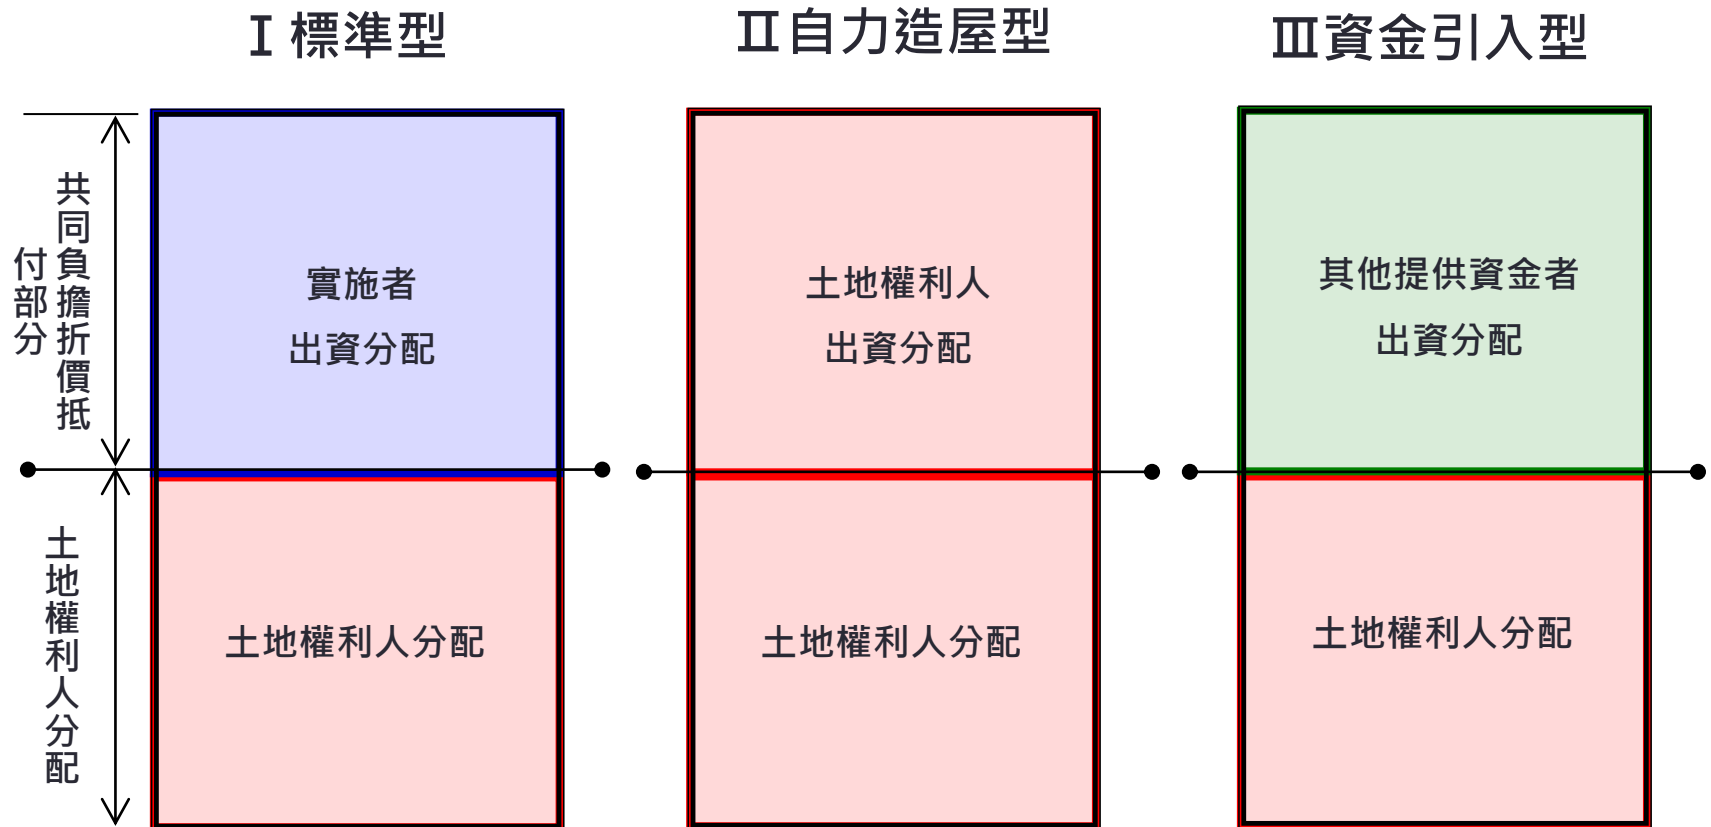 Ⅰ 標準型
Ⅱ自力造屋型
Ⅲ資金引入型
共同負擔折價抵
付部分
土地權利人分配
實施者
出資分配
土地權利人分配
土地權利人
出資分配
土地權利人分配
其他提供資金者
出資分配
土地權利人分配